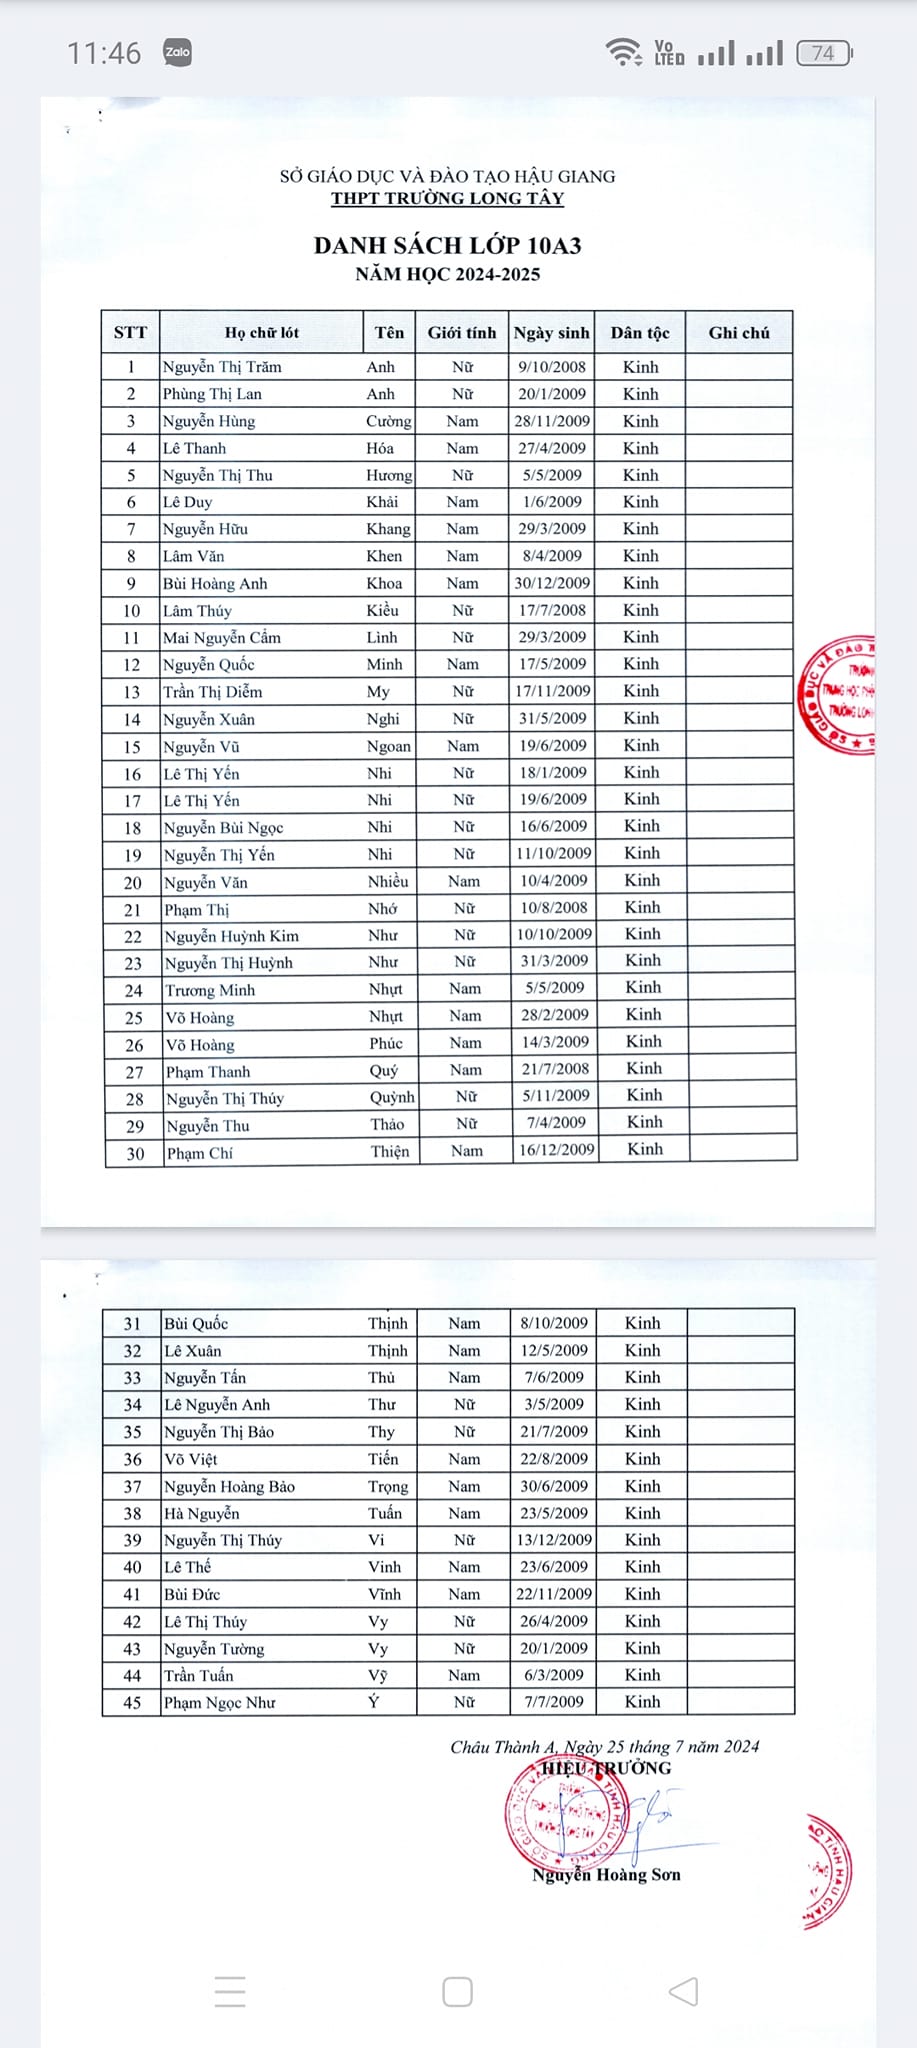 11:46 Zalo Vo LTED 74
SỞ GIÁO DỤC VÀ ĐÀO TẠO HẬU GIANG
THPT TRƯỜNG LONG TÂY
DANH SÁCH LỚP 10A3
NĂM HỌC 2024-2025
STT Họ chữ lót Tên Giới tính Ngày sinh Dân tộc Ghi chú
1 Nguyễn Thị Trăm Anh Nữ 9/10/2008 Kinh
2 Phùng Thị Lan Anh Nữ 20/1/2009 Kinh
3 Nguyễn Hùng Cường Nam 28/11/2009 Kinh
4 Lê Thanh Hóa Nam 27/4/2009 Kinh
5 Nguyễn Thị Thu Hương Nữ 5/5/2009 Kinh
6 Lê Duy Khải Nam 1/6/2009 Kinh
7 Nguyễn Hữu Khang Nam 29/3/2009 Kinh
8 Lâm Văn Khen Nam 8/4/2009 Kinh
9 Bùi Hoàng Anh Khoa Nam 30/12/2009 Kinh
10 Lâm Thúy Kiều Nữ 17/7/2008 Kinh
11 Mai Nguyễn Cẩm Linh Nữ 29/3/2009 Kinh
12 Nguyễn Quốc Minh Nam 17/5/2009 Kinh
13 Trần Thị Diễm My Nữ 17/11/2009 Kinh
14 Nguyễn Xuân Nghi Nữ 31/5/2009 Kinh
15 Nguyễn Vũ Ngoan Nam 19/6/2009 Kinh
16 Lê Thị Yến Nhi Nữ 18/1/2009 Kinh
17 Lê Thị Yến Nhi Nữ 19/6/2009 Kinh
18 Nguyễn Bùi Ngọc Nhi Nữ 16/6/2009 Kinh
19 Nguyễn Thị Yến Nhi Nữ 11/10/2009 Kinh
20 Nguyễn Văn Nhiều Nam 10/4/2009 Kinh
21 Phạm Thị Nhớ Nữ 10/8/2008 Kinh
22 Nguyễn Huỳnh Kim Như Nữ 10/10/2009 Kinh
23 Nguyễn Thị Huỳnh Như Nữ 31/3/2009 Kinh
24 Trương Minh Nhựt Nam 5/5/2009 Kinh
25 Võ Hoàng Nhựt Nam 28/2/2009 Kinh
26 Võ Hoàng Phúc Nam 14/3/2009 Kinh
27 Phạm Thanh Quý Nam 21/7/2008 Kinh
28 Nguyễn Thị Thúy Quỳnh Nữ 5/11/2009 Kinh
29 Nguyễn Thu Thảo Nữ 7/4/2009 Kinh
30 Phạm Chí Thiện Nam 16/12/2009 Kinh
31 Bùi Quốc Thịnh Nam 8/10/2009 Kinh
32 Lê Xuân Thịnh Nam 12/5/2009 Kinh
33 Nguyễn Tấn Thủ Nam 7/6/2009 Kinh
34 Lê Nguyễn Anh Thư Nữ 3/5/2009 Kinh
35 Nguyễn Thị Bảo Thy Nữ 21/7/2009 Kinh
36 Võ Việt Tiến Nam 22/8/2009 Kinh
37 Nguyễn Hoàng Bảo Trọng Nam 30/6/2009 Kinh
38 Hà Nguyễn Tuấn Nam 23/5/2009 Kinh
39 Nguyễn Thị Thúy Vi Nữ 13/12/2009 Kinh
40 Lê Thế Vinh Nam 23/6/2009 Kinh
41 Bùi Đức Vĩnh Nam 22/11/2009 Kinh
42 Lê Thị Thúy Vy Nữ 26/4/2009 Kinh
43 Nguyễn Tường Vy Nữ 20/1/2009 Kinh
44 Trần Tuấn Vỹ Nam 6/3/2009 Kinh
45 Phạm Ngọc Như Ý Nữ 7/7/2009 Kinh
Châu Thành A, Ngày 25 tháng 7 năm 2024
HIỆU TRƯỞNG
Nguyễn Hoàng Sơn